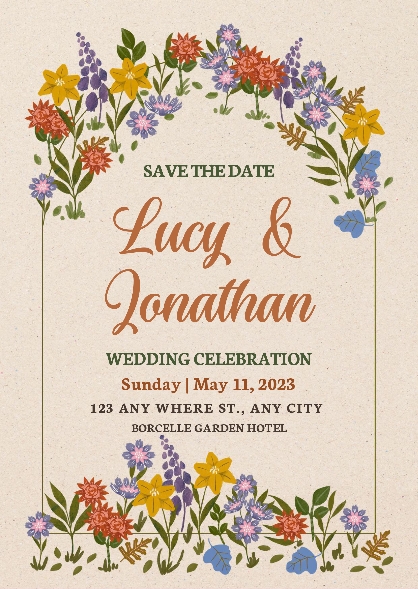 SAVE THE DATE
Lucy &
Jonathan
WEDDING CELEBRATION
Sunday | May 11, 2023
123 ANY WHERE ST., ANY CITY
BORCELLE GARDEN HOTEL